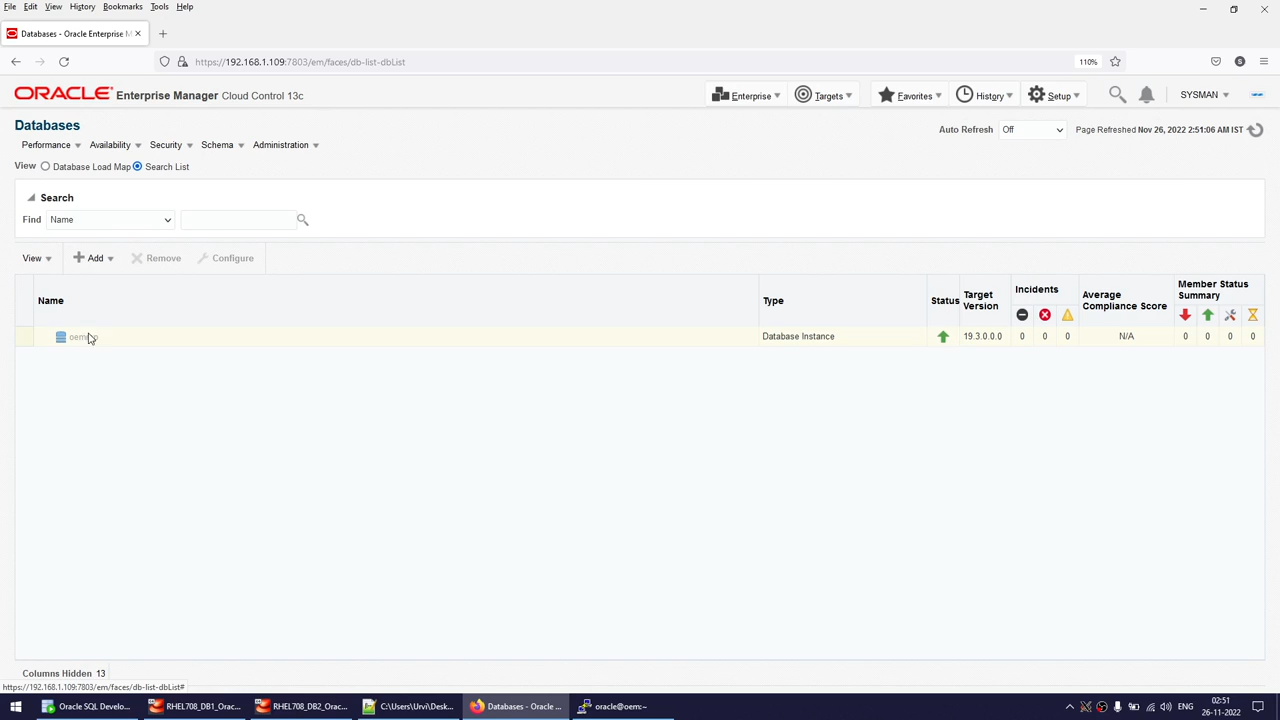 File Edit View History Bookmarks Tools Help
Databases - Oracle Enterprise M
https://192.168.1.109:7803/em/faces/db-list-dbList
110%
ORACLE Enterprise Manager Cloud Control 13c
Enterprise Targets Favorites History Setup SYSMAN
Databases
Auto Refresh Off Page Refreshed Nov 26, 2022 2:51:06 AM IST
Performance Availability Security Schema Administration
View Database Load Map Search List
Search
Find Name
View Add Remove Configure
Name Type Status Target Version Incidents Average Compliance Score Member Status Summary
Database Instance 19.3.0.0.0 0 0 0 N/A 0 0 0 0
Columns Hidden 13
https://192.168.1.109:7803/em/faces/db-list-dbList#
Oracle SQL Develo... RHEL708_DB1_Orac... RHEL708_DB2_Orac... C:\Users\Urvi\Desk... Databases - Oracle ... oracle@oem:~
ENG
02:51
26-11-2022